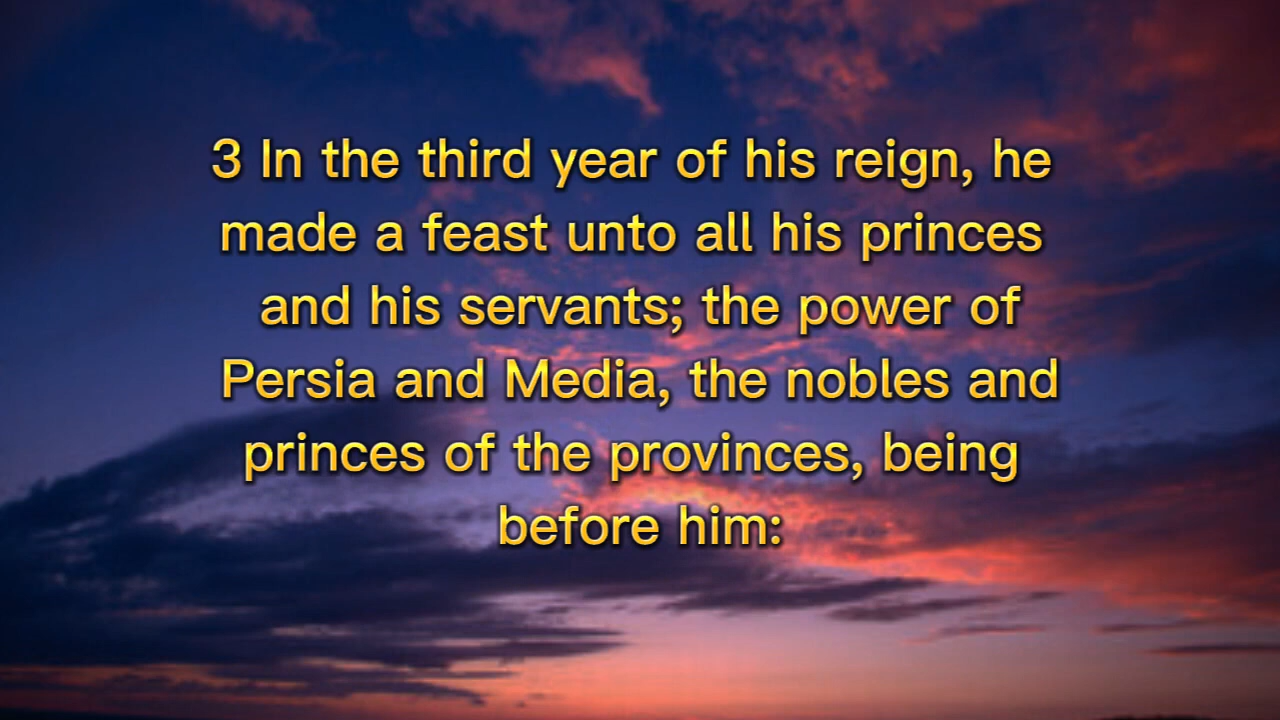 3 In the third year of his reign, he
made a feast unto all his princes
and his servants; the power of
Persia and Media, the nobles and
princes of the provinces, being
before him: